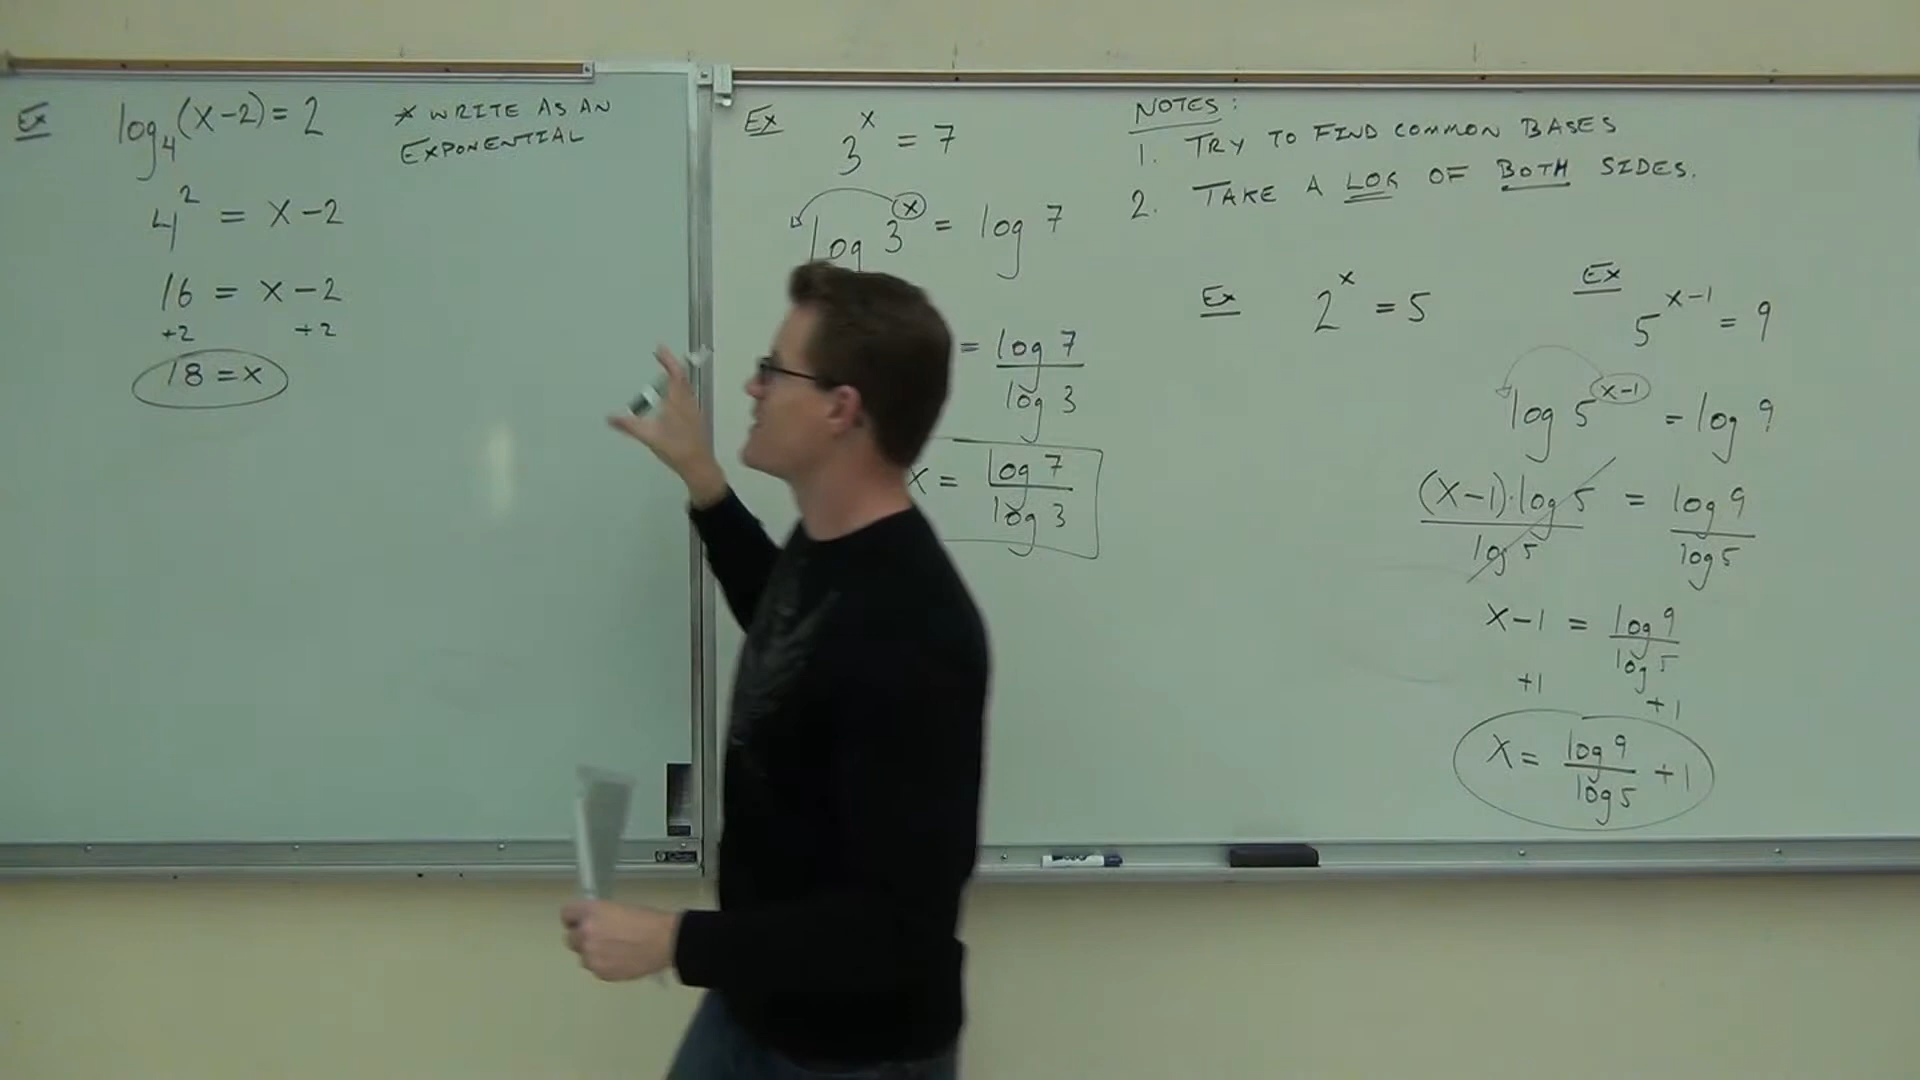 Ex log₄(x-2) = 2 * WRITE AS AN
EXPONENTIAL
4² = x-2
16 = x-2
+2 +2
18 = x
Ex 3^x = 7
log 3^x = log 7
= log 7 / log 3
x = log 7 / log 3
NOTES:
1. TRY TO FIND COMMON BASES
2. TAKE A LOG OF BOTH SIDES.
Ex 2^x = 5
Ex 5^(x-1) = 9
log 5^(x-1) = log 9
(x-1)·log 5 / log 5 = log 9 / log 5
x-1 = log 9 / log 5
+1 +1
x = log 9 / log 5 + 1